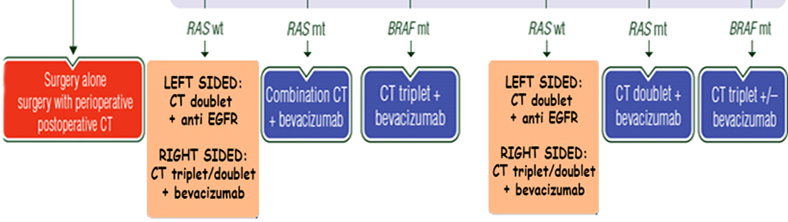 RAS wt
RAS mt
BRAF mt
RAS wt
RAS mt
BRAF mt
Surgery alone
surgery with perioperative
postoperative CT
LEFT SIDED:
CT doublet
+ anti EGFR
RIGHT SIDED:
CT triplet/doublet
+ bevacizumab
Combination CT
+ bevacizumab
CT triplet +
bevacizumab
LEFT SIDED:
CT doublet
+ anti EGFR
RIGHT SIDED:
CT triplet/doublet
+ bevacizumab
CT doublet +
bevacizumab
CT triplet +/–
bevacizumab